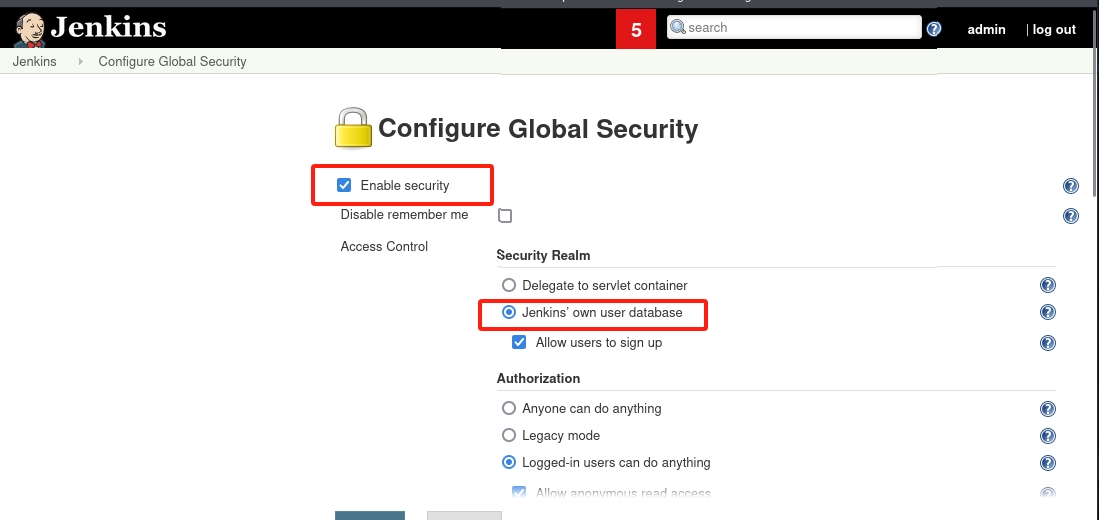 Jenkins
5
search
admin
| log out
Jenkins
Configure Global Security
Configure Global Security
Enable security
Disable remember me
Access Control
Security Realm
Delegate to servlet container
Jenkins’ own user database
Allow users to sign up
Authorization
Anyone can do anything
Legacy mode
Logged-in users can do anything
Allow anonymous read access